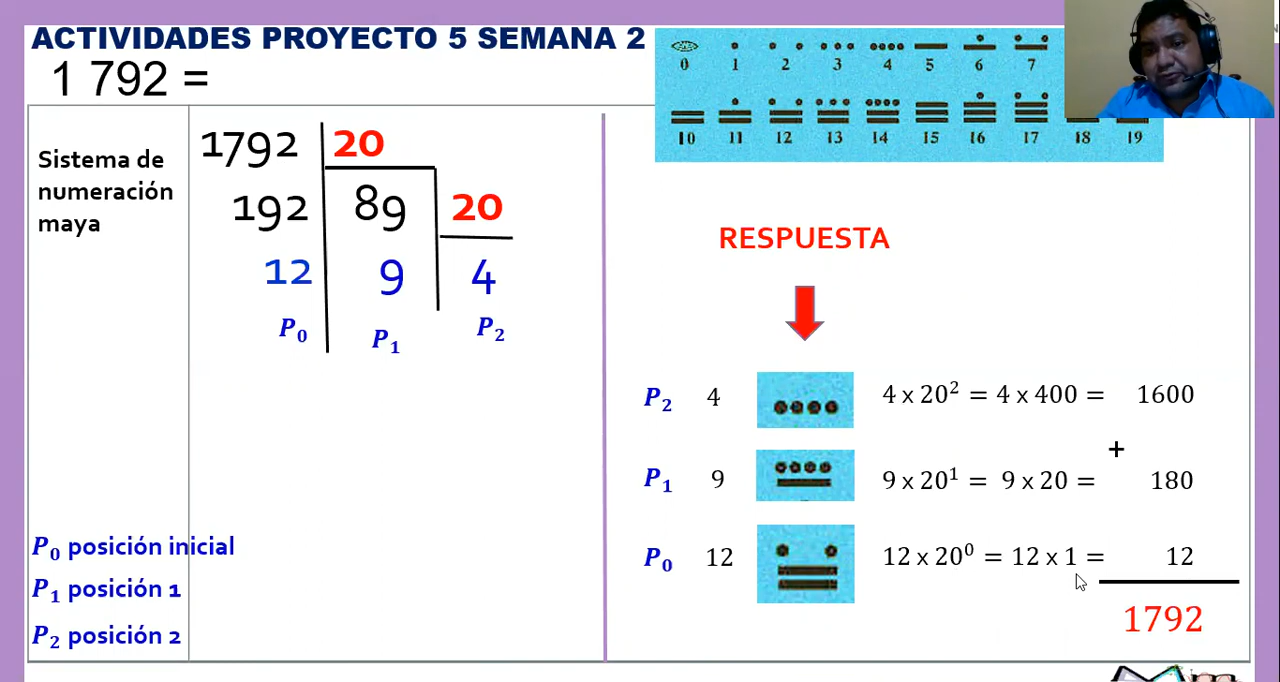 ACTIVIDADES PROYECTO 5 SEMANA 2
1 792 =
0 1 2 3 4 5 6 7
10 11 12 13 14 15 16 17 18 19
Sistema de
numeración
maya
1792 20
192 89 20
12 9 4
P₀ P₁ P₂
P₀ posición inicial
P₁ posición 1
P₂ posición 2
RESPUESTA
P₂ 4 4 x 20² = 4 x 400 = 1600
+
P₁ 9 9 x 20¹ = 9 x 20 = 180
P₀ 12 12 x 20⁰ = 12 x 1 = 12
1792